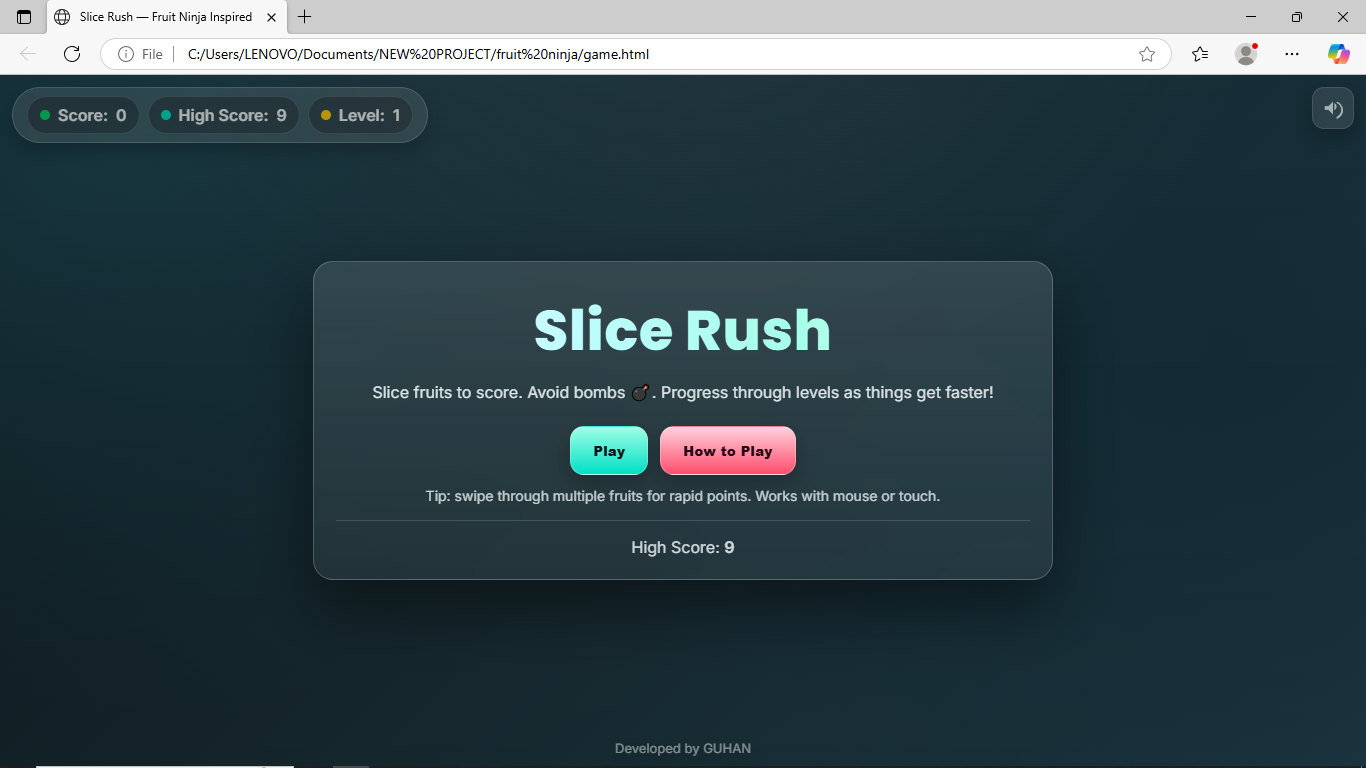 Slice Rush — Fruit Ninja Inspired
File C:/Users/LENOVO/Documents/NEW%20PROJECT/fruit%20ninja/game.html
Score: 0 High Score: 9 Level: 1
Slice Rush
Slice fruits to score. Avoid bombs 💣. Progress through levels as things get faster!
Play How to Play
Tip: swipe through multiple fruits for rapid points. Works with mouse or touch.
High Score: 9
Developed by GUHAN